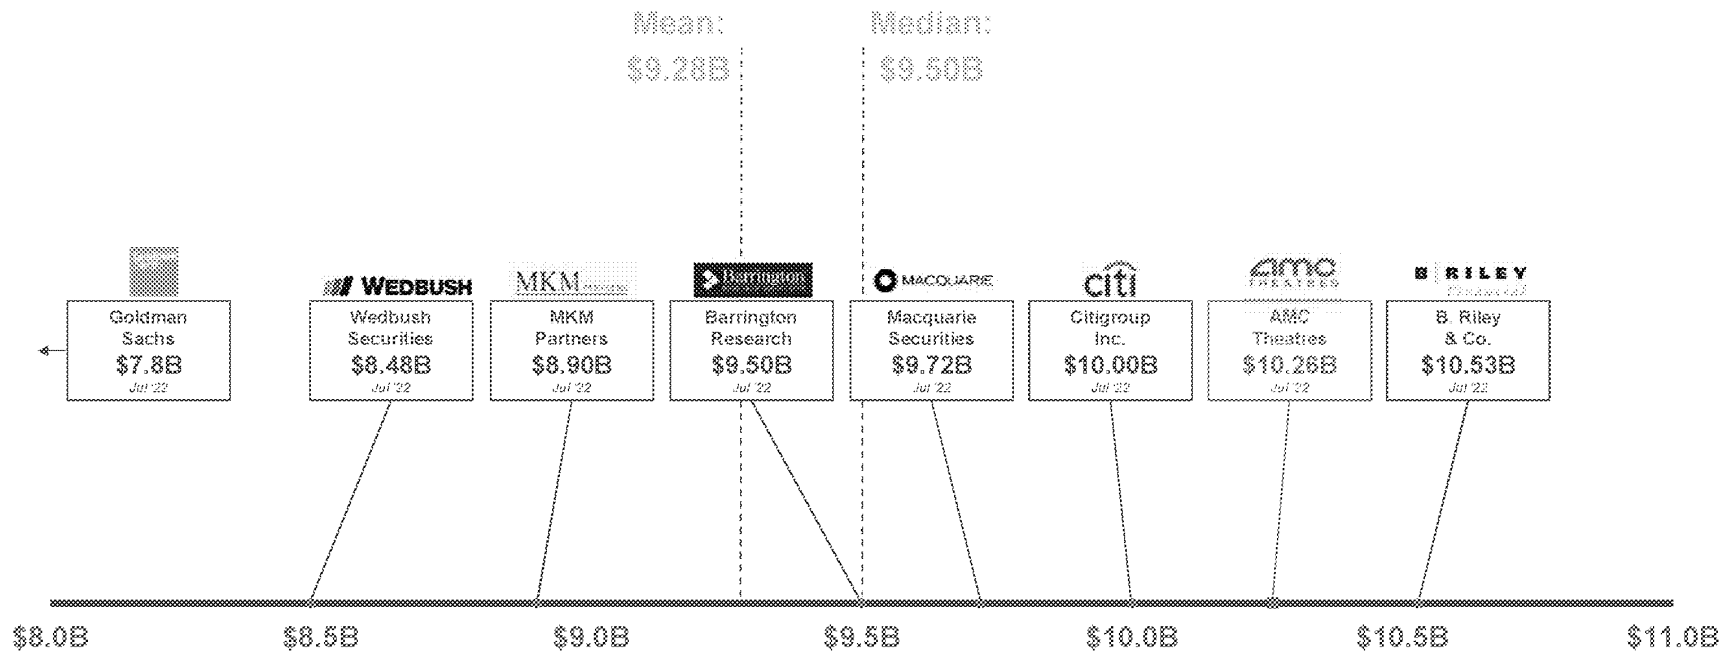 Mean:
$9.28B
Median:
$9.50B
WEDBUSH
MKM
Barrington
MACQUARIE
citi
amc
THEATRES
B RILEY
Financial
Goldman
Sachs
$7.8B
Jul '22
Wedbush
Securities
$8.48B
Jul '22
MKM
Partners
$8.90B
Jul '22
Barrington
Research
$9.50B
Jul '22
Macquarie
Securities
$9.72B
Jul '22
Citigroup
Inc.
$10.00B
Jul '22
AMC
Theatres
$10.26B
Jul '22
B. Riley
& Co.
$10.53B
Jul '22
$8.0B
$8.5B
$9.0B
$9.5B
$10.0B
$10.5B
$11.0B